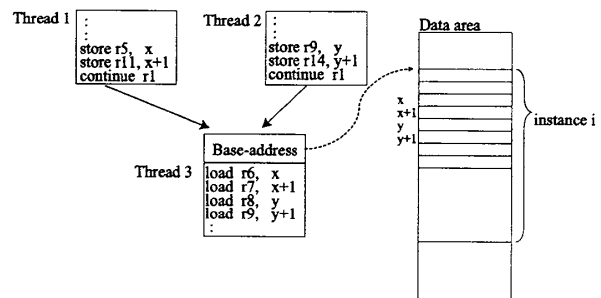 Thread 1
:
:
store r5, x
store r11, x+1
continue r1
Thread 2
:
:
store r9, y
store r14, y+1
continue r1
Data area
x
x+1
y
y+1
instance i
Base-address
Thread 3
load r6, x
load r7, x+1
load r8, y
load r9, y+1
: